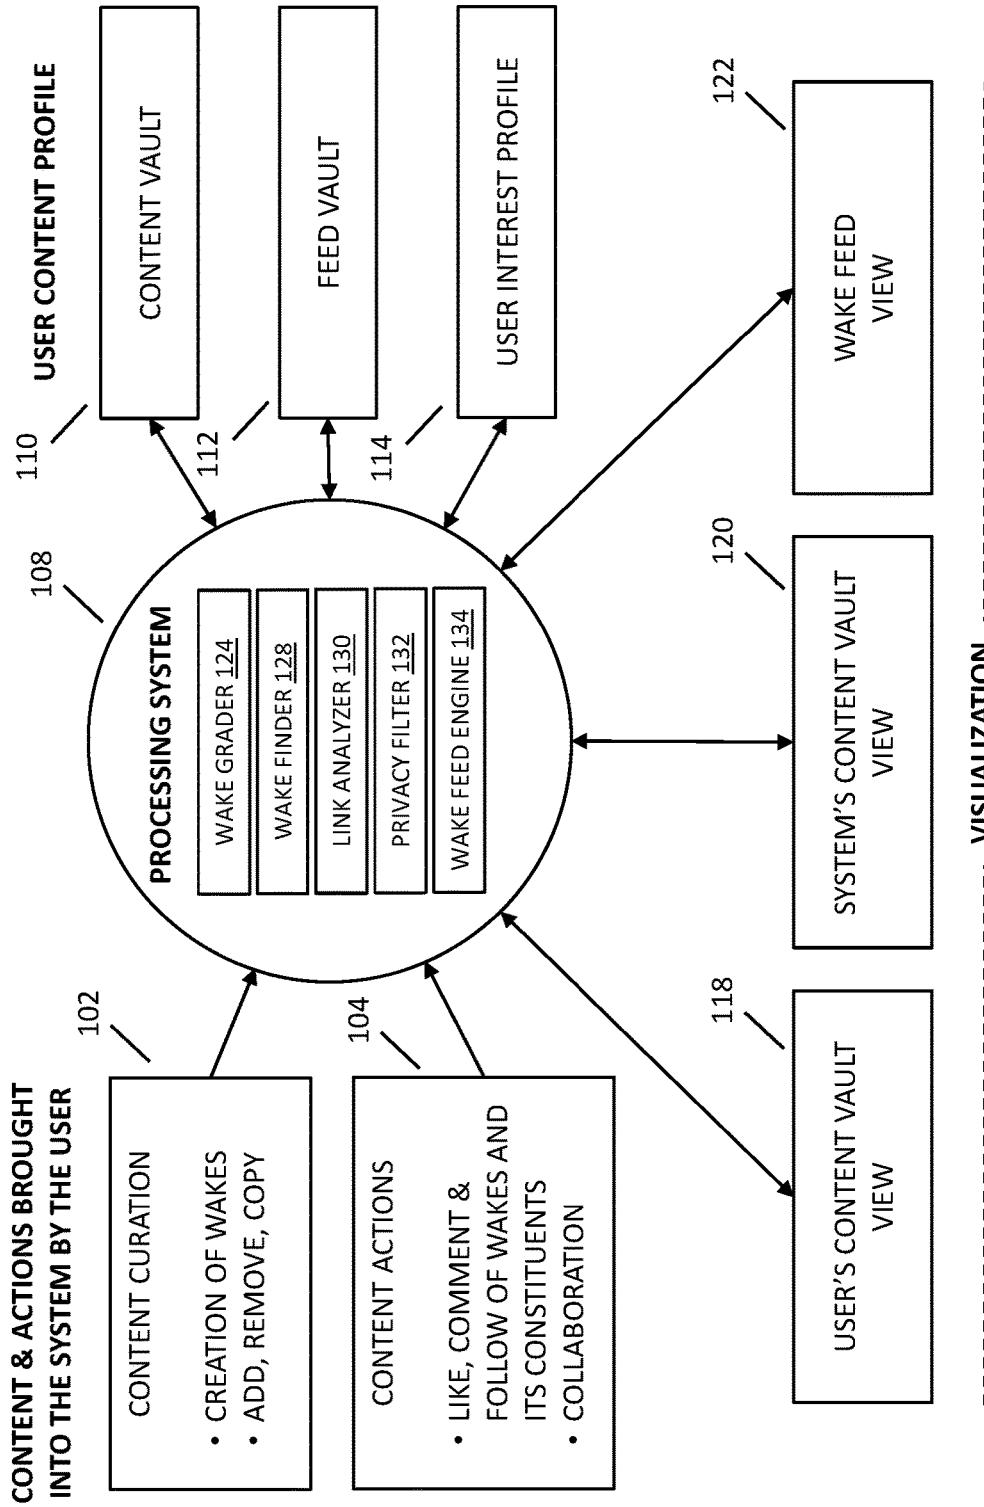 CONTENT & ACTIONS BROUGHT
INTO THE SYSTEM BY THE USER
102
CONTENT CURATION
• CREATION OF WAKES
• ADD, REMOVE, COPY
104
CONTENT ACTIONS
• LIKE, COMMENT &
FOLLOW OF WAKES AND
ITS CONSTITUENTS
• COLLABORATION
108
PROCESSING SYSTEM
WAKE GRADER 124
WAKE FINDER 128
LINK ANALYZER 130
PRIVACY FILTER 132
WAKE FEED ENGINE 134
USER CONTENT PROFILE
110
CONTENT VAULT
112
FEED VAULT
114
USER INTEREST PROFILE
118
USER'S CONTENT VAULT
VIEW
120
SYSTEM'S CONTENT VAULT
VIEW
122
WAKE FEED
VIEW
VISUALIZATION